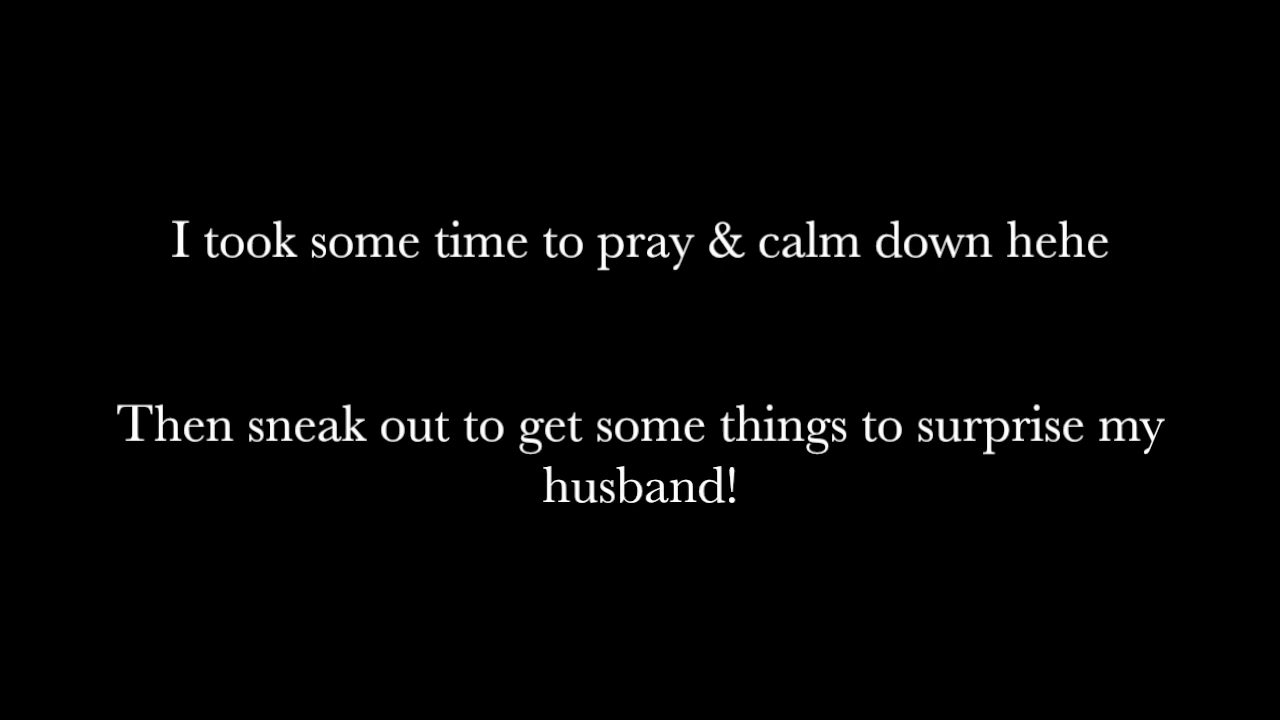 I took some time to pray & calm down hehe
Then sneak out to get some things to surprise my
husband!